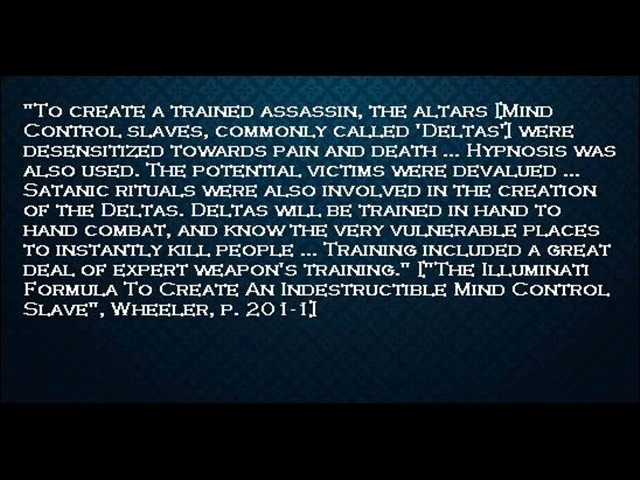 "To create a trained assassin, the altars [Mind
Control slaves, commonly called 'Deltas'] were
desensitized towards pain and death ... Hypnosis was
also used. The potential victims were devalued ...
Satanic rituals were also involved in the creation
of the Deltas. Deltas will be trained in hand to
hand combat, and know the very vulnerable places
to instantly kill people ... Training included a great
deal of expert weapon's training." ["The Illuminati
Formula To Create An Indestructible Mind Control
Slave", Wheeler, p. 201-1]